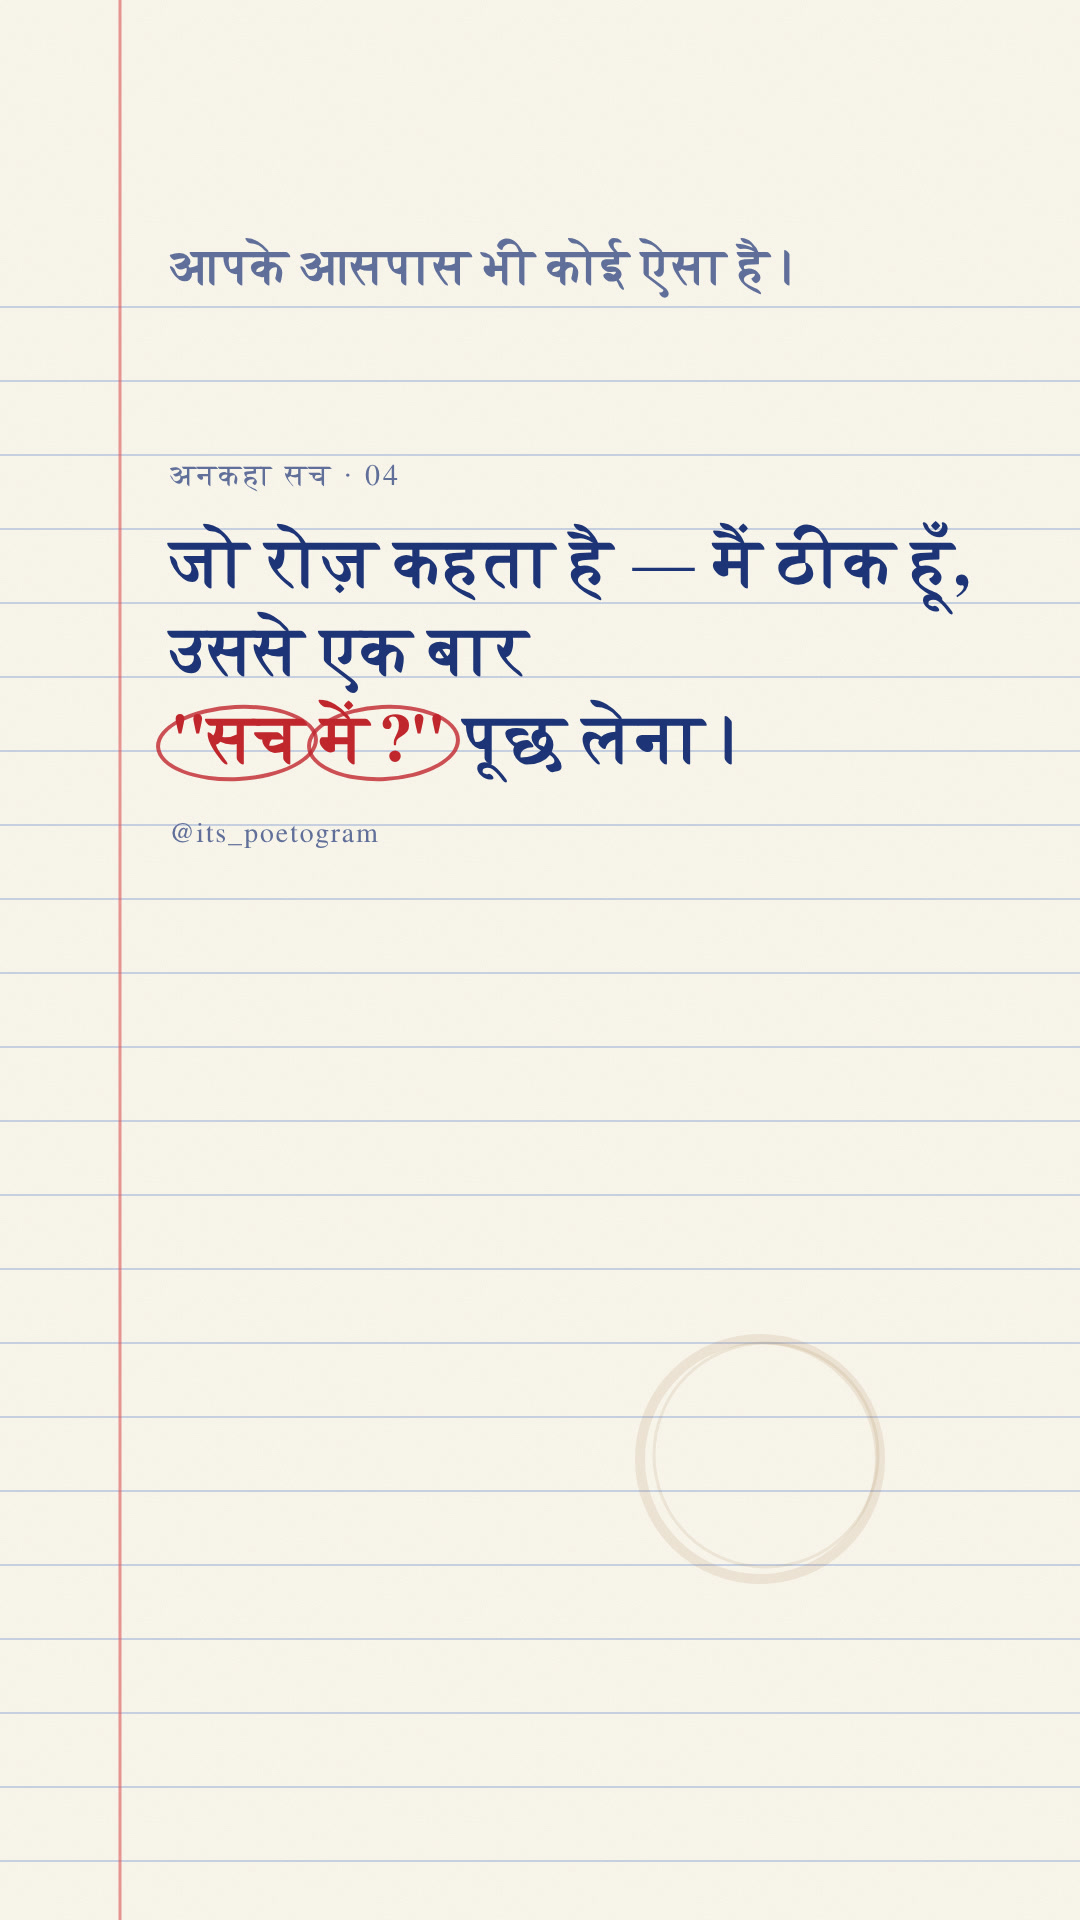 आपके आसपास भी कोई ऐसा है।
अनकहा सच · 04
जो रोज़ कहता है — मैं ठीक हूँ,
उससे एक बार
"सच में ?" पूछ लेना।
@its_poetogram